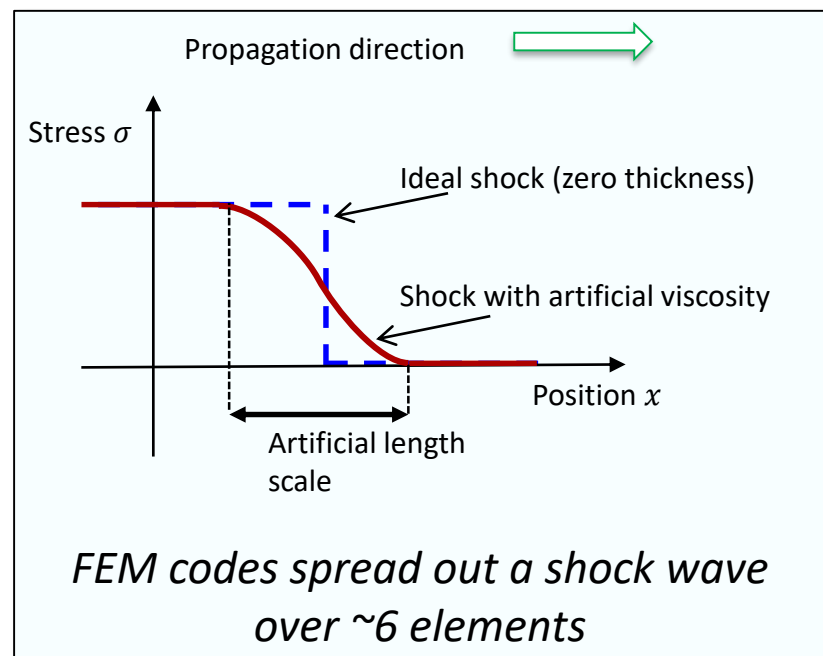 Propagation direction
Stress σ
Ideal shock (zero thickness)
Shock with artificial viscosity
Position x
Artificial length
scale
FEM codes spread out a shock wave
over ~6 elements